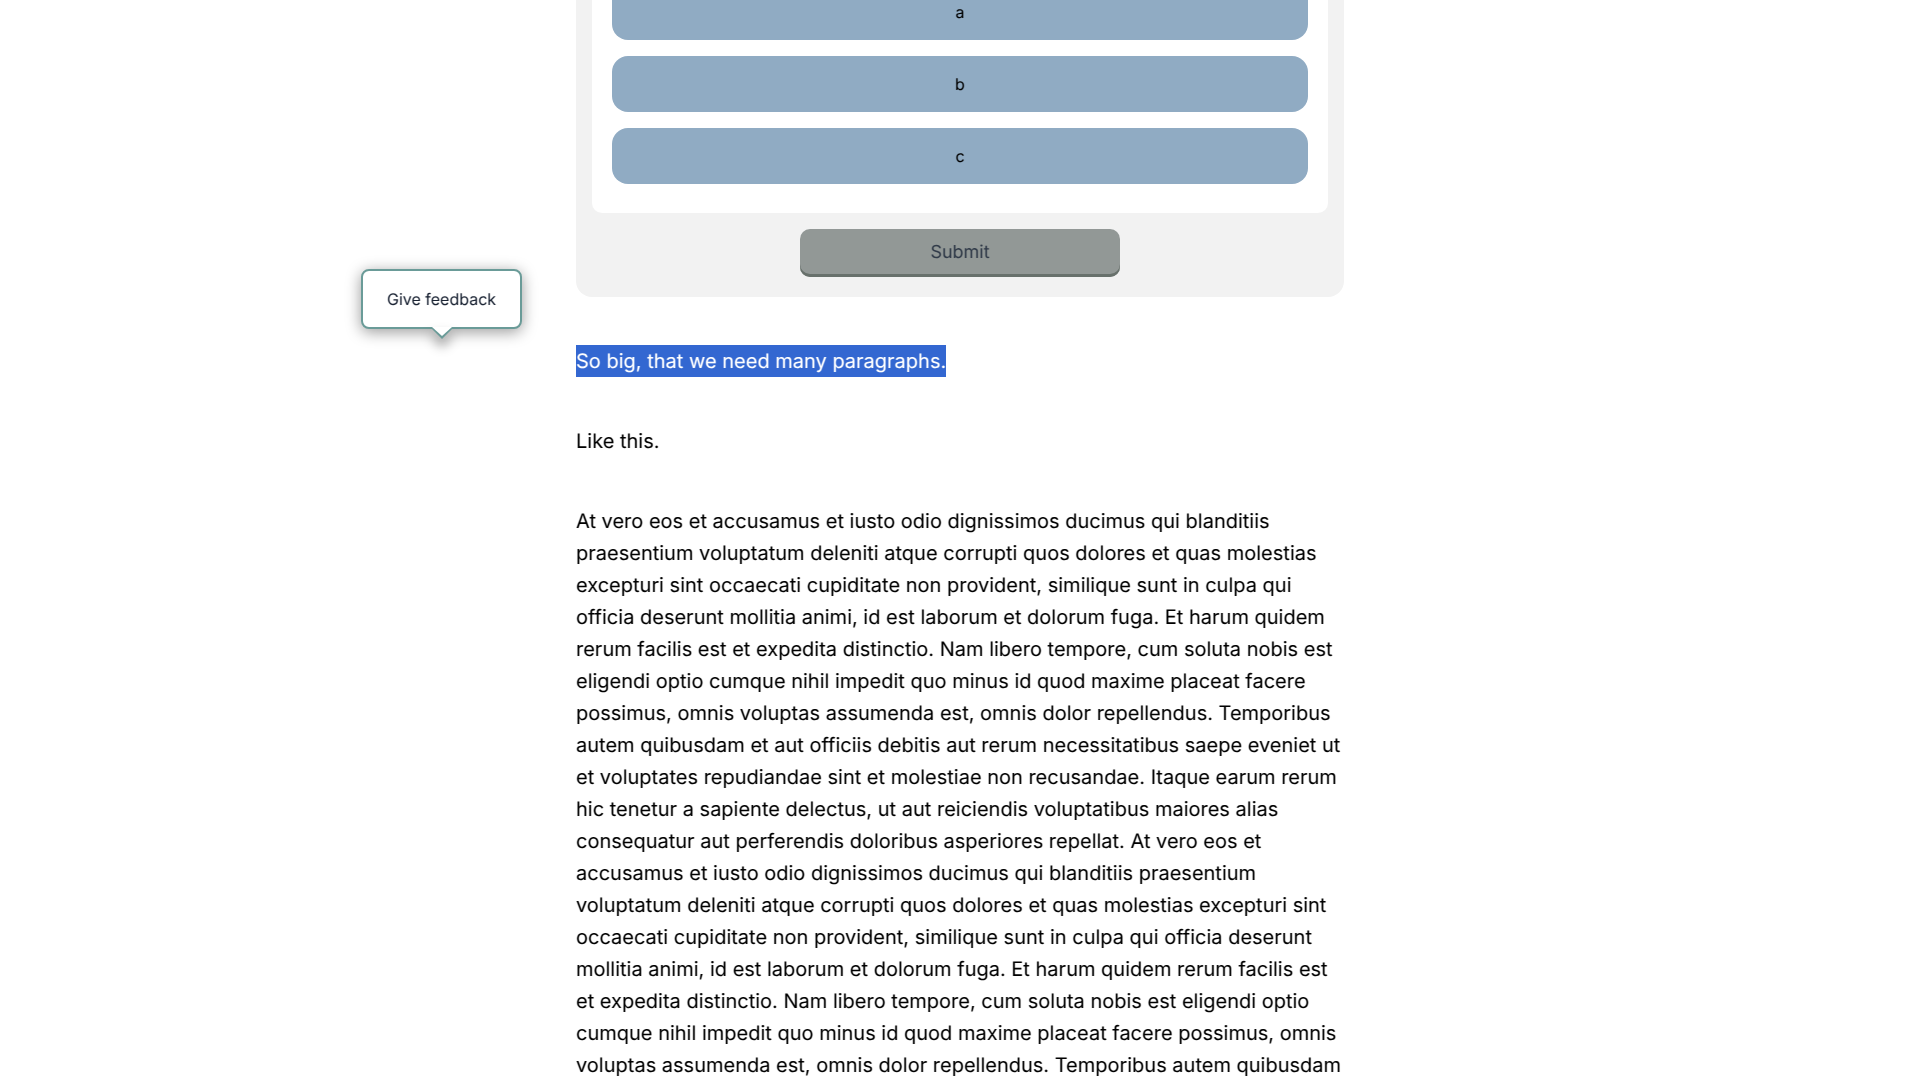 a
b
c
Submit
Give feedback
So big, that we need many paragraphs.
Like this.
At vero eos et accusamus et iusto odio dignissimos ducimus qui blanditiis
praesentium voluptatum deleniti atque corrupti quos dolores et quas molestias
excepturi sint occaecati cupiditate non provident, similique sunt in culpa qui
officia deserunt mollitia animi, id est laborum et dolorum fuga. Et harum quidem
rerum facilis est et expedita distinctio. Nam libero tempore, cum soluta nobis est
eligendi optio cumque nihil impedit quo minus id quod maxime placeat facere
possimus, omnis voluptas assumenda est, omnis dolor repellendus. Temporibus
autem quibusdam et aut officiis debitis aut rerum necessitatibus saepe eveniet ut
et voluptates repudiandae sint et molestiae non recusandae. Itaque earum rerum
hic tenetur a sapiente delectus, ut aut reiciendis voluptatibus maiores alias
consequatur aut perferendis doloribus asperiores repellat. At vero eos et
accusamus et iusto odio dignissimos ducimus qui blanditiis praesentium
voluptatum deleniti atque corrupti quos dolores et quas molestias excepturi sint
occaecati cupiditate non provident, similique sunt in culpa qui officia deserunt
mollitia animi, id est laborum et dolorum fuga. Et harum quidem rerum facilis est
et expedita distinctio. Nam libero tempore, cum soluta nobis est eligendi optio
cumque nihil impedit quo minus id quod maxime placeat facere possimus, omnis
voluptas assumenda est, omnis dolor repellendus. Temporibus autem quibusdam